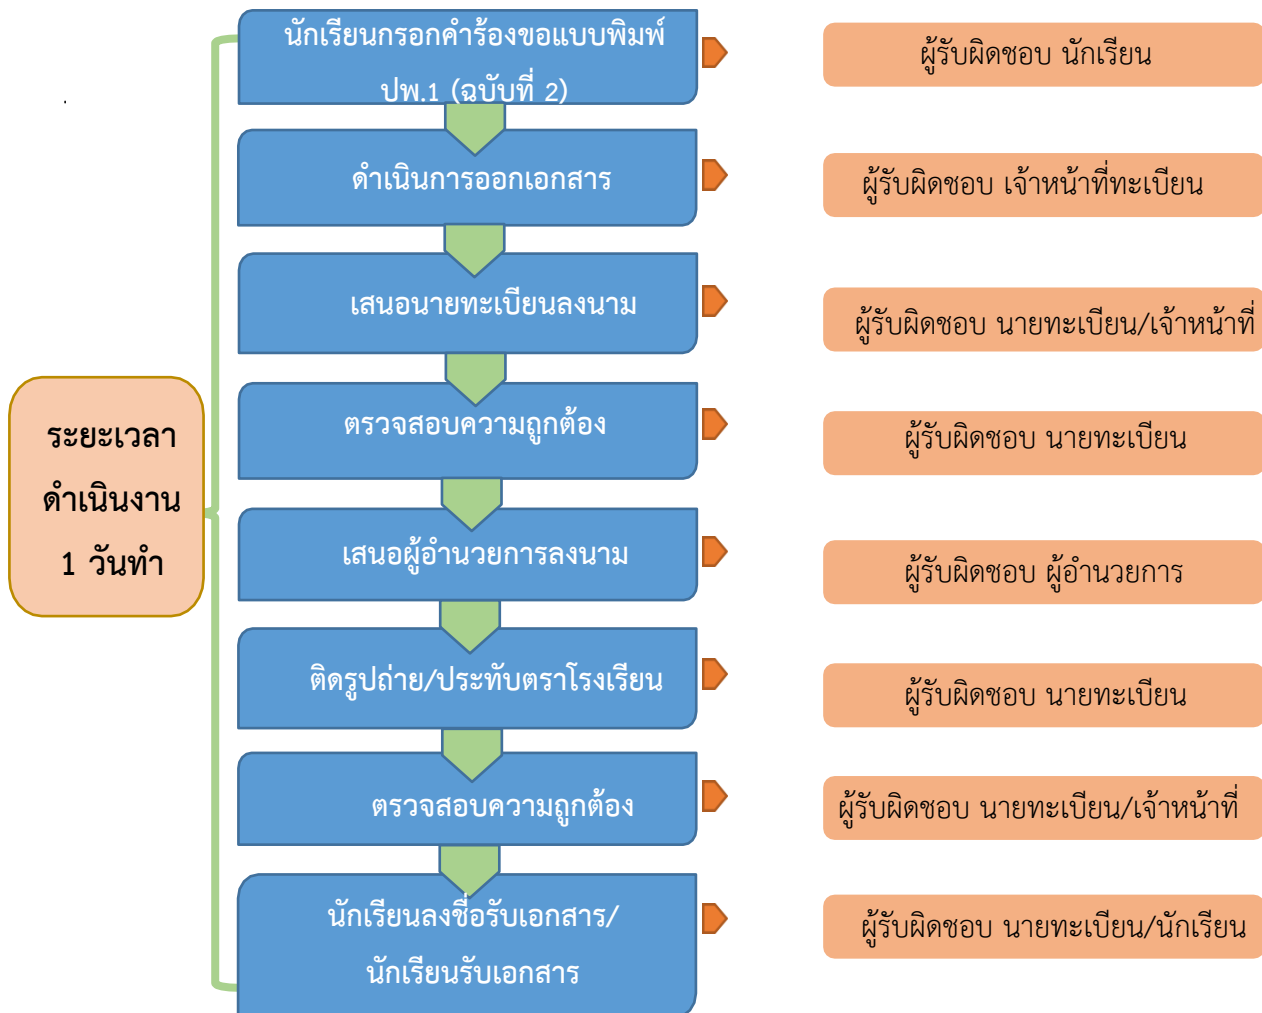 นักเรียนกรอกคำร้องขอแบบพิมพ์
ปพ.1 (ฉบับที่ 2)
ผู้รับผิดชอบ นักเรียน
ดำเนินการออกเอกสาร
ผู้รับผิดชอบ เจ้าหน้าที่ทะเบียน
เสนอนายทะเบียนลงนาม
ผู้รับผิดชอบ นายทะเบียน/เจ้าหน้าที่
ตรวจสอบความถูกต้อง
ผู้รับผิดชอบ นายทะเบียน
ระยะเวลา
ดำเนินงาน
1 วันทำ
เสนอผู้อำนวยการลงนาม
ผู้รับผิดชอบ ผู้อำนวยการ
ติดรูปถ่าย/ประทับตราโรงเรียน
ผู้รับผิดชอบ นายทะเบียน
ตรวจสอบความถูกต้อง
ผู้รับผิดชอบ นายทะเบียน/เจ้าหน้าที่
นักเรียนลงชื่อรับเอกสาร/
นักเรียนรับเอกสาร
ผู้รับผิดชอบ นายทะเบียน/นักเรียน